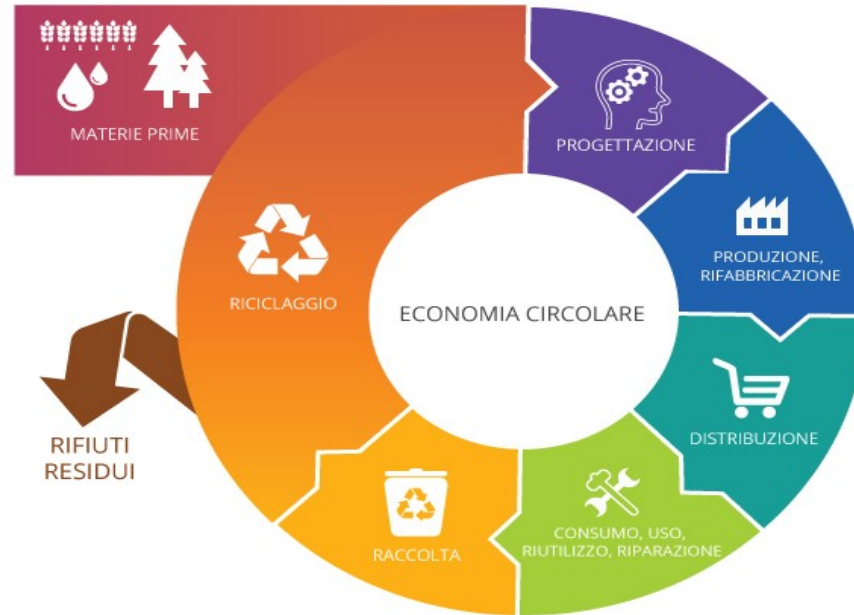 MATERIE PRIME
PROGETTAZIONE
PRODUZIONE,
RIFABBRICAZIONE
DISTRIBUZIONE
CONSUMO, USO,
RIUTILIZZO, RIPARAZIONE
RACCOLTA
RICICLAGGIO
RIFIUTI
RESIDUI
ECONOMIA CIRCOLARE